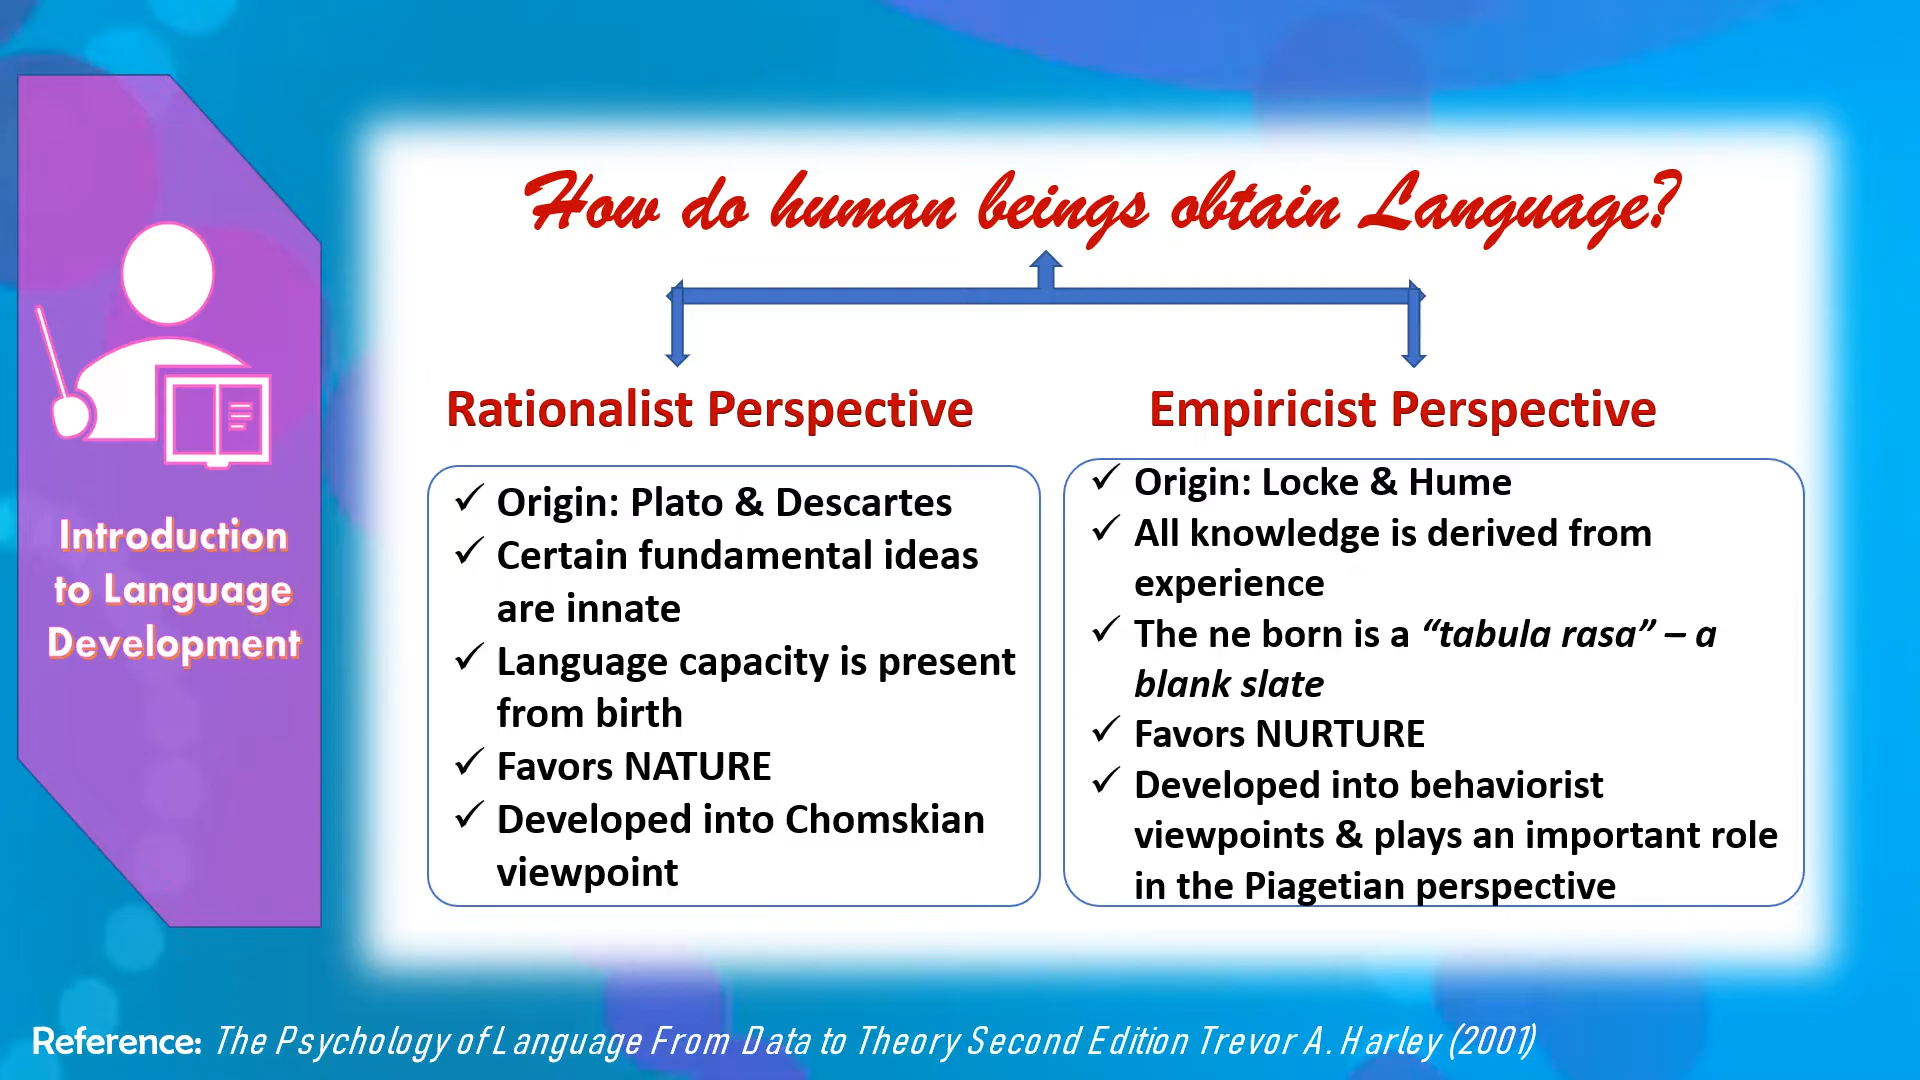 How do human beings obtain Language?
Rationalist Perspective
Origin: Plato & Descartes
Certain fundamental ideas
are innate
Language capacity is present
from birth
Favors NATURE
Developed into Chomskian
viewpoint
Empiricist Perspective
Origin: Locke & Hume
All knowledge is derived from
experience
The ne born is a “tabula rasa” – a
blank slate
Favors NURTURE
Developed into behaviorist
viewpoints & plays an important role
in the Piagetian perspective
Introduction
to Language
Development
Reference: The Psychology of Language From Data to Theory Second Edition Trevor A. Harley (2001)